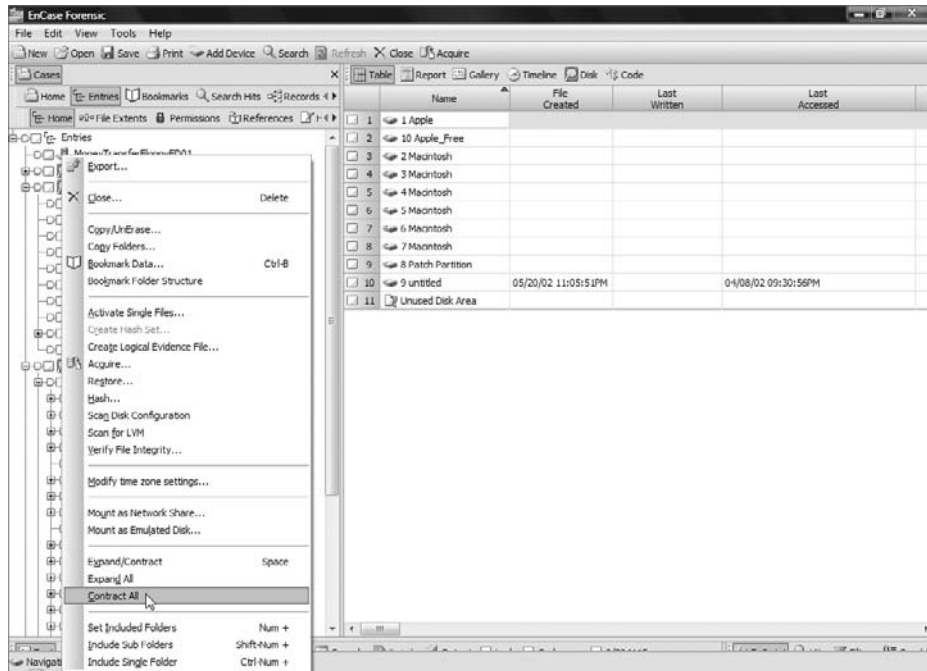 EnCase Forensic
File Edit View Tools Help
New Open Save Print Add Device Search Refresh Close Acquire
Cases
Table Report Gallery Timeline Disk Code
Home Entries Bookmarks Search Hits Records
Home File Extents Permissions References
Name File Created Last Written Last Accessed
Entries
1 1 Apple
2 10 Apple_Free
3 2 Macintosh
4 3 Macintosh
5 4 Macintosh
6 5 Macintosh
7 6 Macintosh
8 7 Macintosh
9 8 Patch Partition
10 9 untitled 05/20/02 11:05:51PM 04/08/02 09:30:56PM
11 Unused Disk Area
Export...
Close... Delete
Copy/UnErase...
Copy Folders...
Bookmark Data... Ctrl-B
Bookmark Folder Structure
Activate Single Files...
Create Hash Set...
Create Logical Evidence File...
Acquire...
Restore...
Hash...
Scan Disk Configuration
Scan for LVM
Verify File Integrity...
Modify time zone settings...
Mount as Network Share...
Mount as Emulated Disk...
Expand/Contract Space
Expand All
Contract All
Set Included Folders Num +
Include Sub Folders Shift-Num +
Include Single Folder Ctrl-Num +